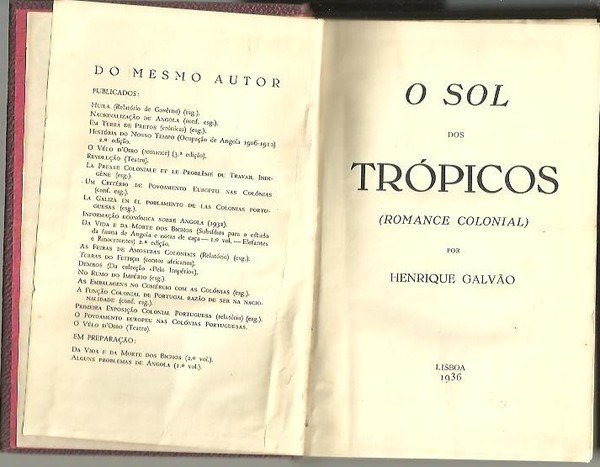 DO MESMO AUTOR
PUBLICADOS:
HUILA (Relatório de Govêrno) (esg.).
NACIONALIZAÇÃO DE ANGOLA (conf. esg.).
EM TERRA DE PRETOS (crónicas) (esg.).
HISTÓRIA DO NOSSO TEMPO (Ocupação de Angola 1906-1912)
2.ª edição.
O VÉLO D'OIRO (romance) (3.ª edição).
REVOLUÇÃO (Teatro).
LA PRESSE COLONIALE ET LE PROBLÈME DU TRAVAIL INDI-
GÈNE (esg.).
UM CRITÉRIO DE POVOAMENTO EUROPEU NAS COLÓNIAS
(conf. esg.).
LA GALIZA EN EL POBLAMENTO DE LAS COLONIAS PORTU-
GUESAS (esg.).
INFORMAÇÃO ECONÓMICA SOBRE ANGOLA (1932).
DA VIDA E DA MORTE DOS BICHOS (Subsídios para o estudo
da fauna de Angola e notas de caça — 1.º vol. — Elefantes
e Rinocerontes) 2.ª edição.
AS FEIRAS DE AMOSTRAS COLONIAIS (Relatório) (esg.).
TERRAS DO FEITIÇO (contos africanos).
DEMBOS (Da colecção «Pelo Império»).
NO RUMO DO IMPÉRIO (esg.).
AS EMBALAGENS NO COMÉRCIO COM AS COLÓNIAS (esg.).
A FUNÇÃO COLONIAL DE PORTUGAL RAZÃO DE SER NA NACIO-
NALIDADE (conf. esg.).
PRIMEIRA EXPOSIÇÃO COLONIAL PORTUGUESA (relatório) (esg.).
O POVOAMENTO EUROPEU NAS COLÓNIAS PORTUGUESAS.
O VÉLO D'OIRO (Teatro).
EM PREPARAÇÃO:
DA VIDA E DA MORTE DOS BICHOS (2.º vol.).
ALGUNS PROBLEMAS DE ANGOLA (1.º vol.).
O SOL
DOS
TRÓPICOS
(ROMANCE COLONIAL)
POR
HENRIQUE GALVÃO
LISBOA
1936